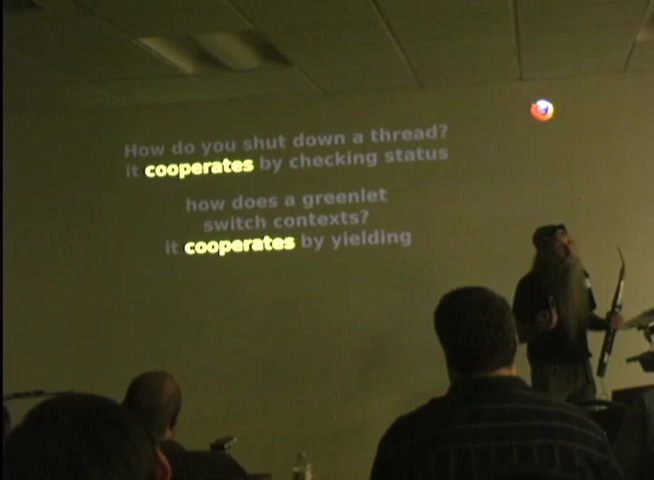 How do you shut down a thread?
it cooperates by checking status
how does a greenlet
switch contexts?
it cooperates by yielding